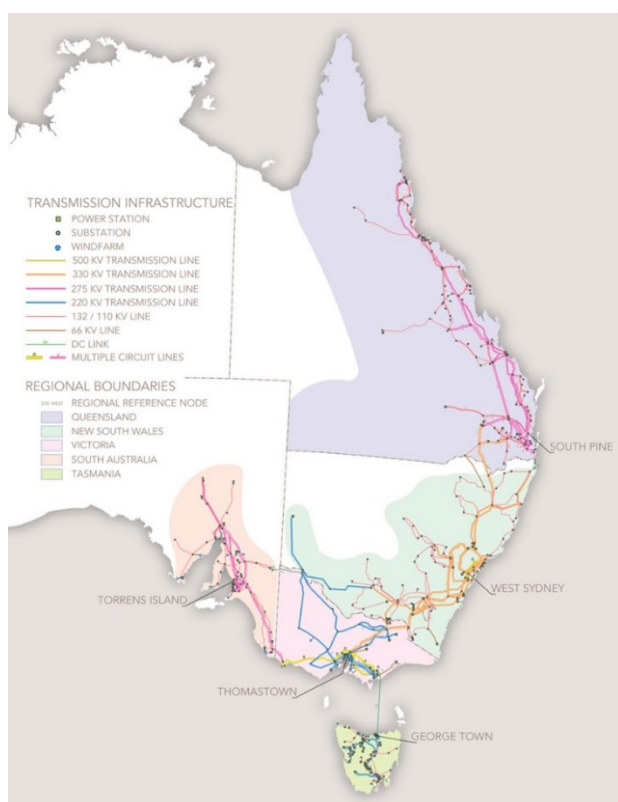 TRANSMISSION INFRASTRUCTURE
POWER STATION
SUBSTATION
WINDFARM
500 KV TRANSMISSION LINE
330 KV TRANSMISSION LINE
275 KV TRANSMISSION LINE
220 KV TRANSMISSION LINE
132 / 110 KV LINE
66 KV LINE
DC LINK
MULTIPLE CIRCUIT LINES
REGIONAL BOUNDARIES
REGIONAL REFERENCE NODE
QUEENSLAND
NEW SOUTH WALES
VICTORIA
SOUTH AUSTRALIA
TASMANIA
SOUTH PINE
WEST SYDNEY
TORRENS ISLAND
THOMASTOWN
GEORGE TOWN